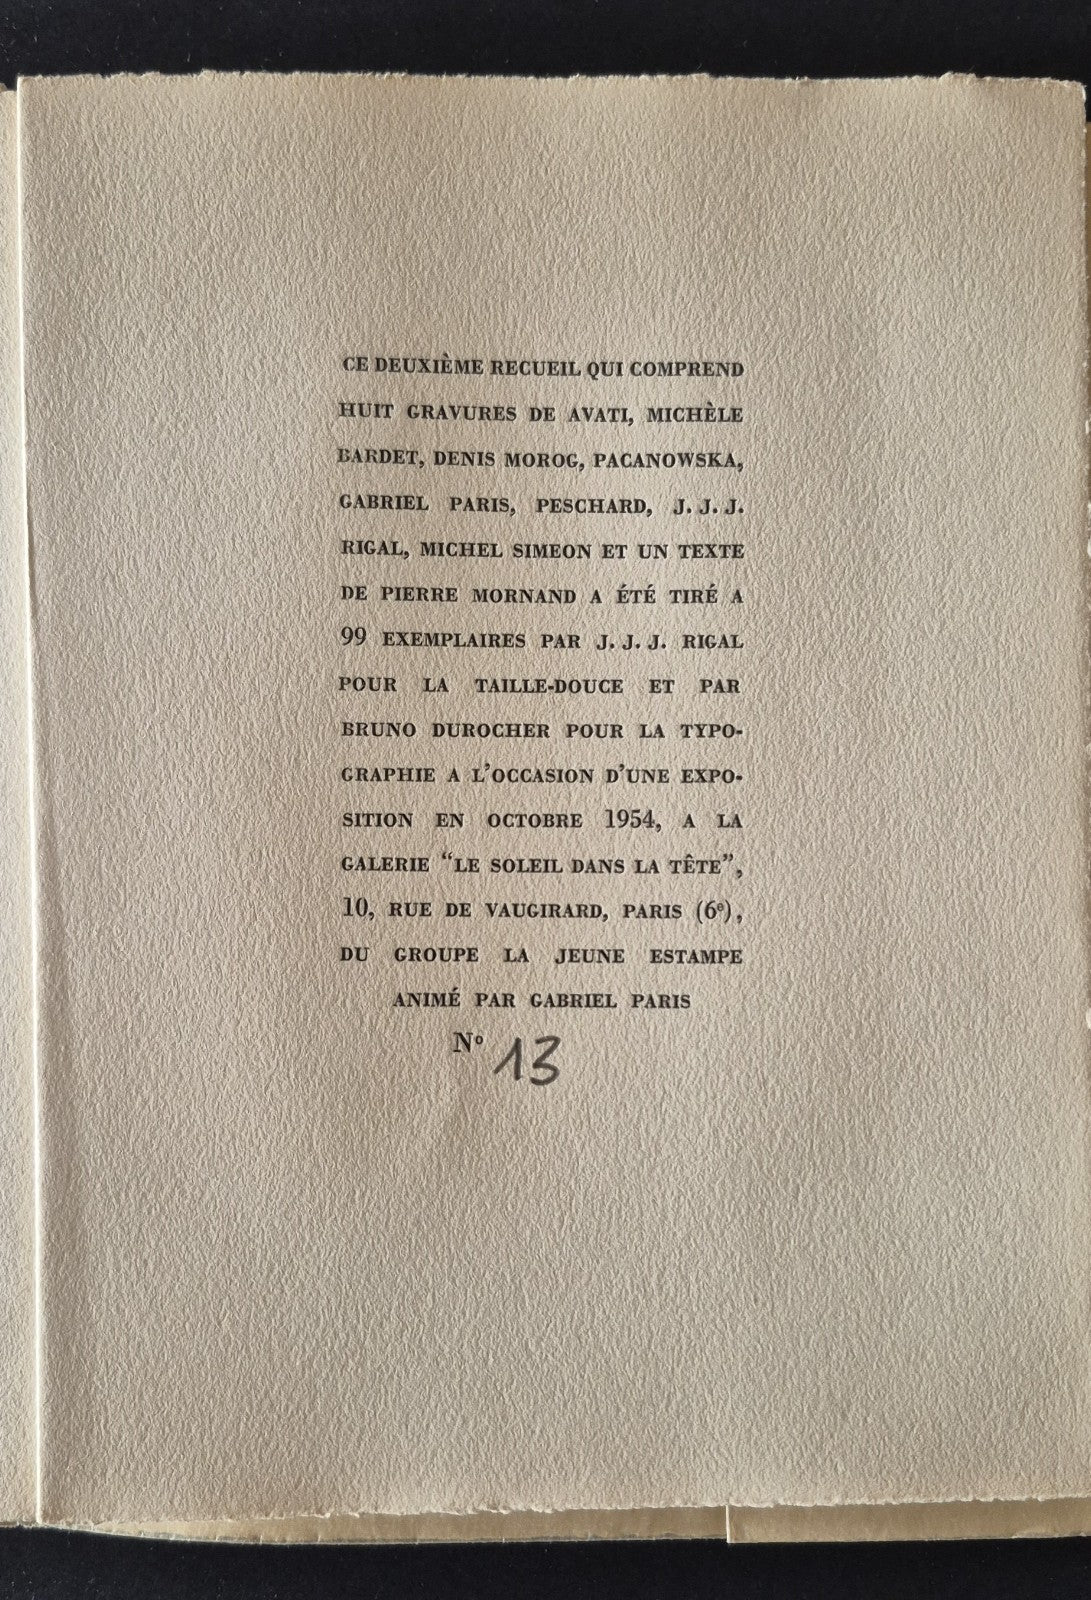 CE DEUXIÈME RECUEIL QUI COMPREND
HUIT GRAVURES DE AVATI, MICHÈLE
BARDET, DENIS MOROG, PACANOWSKA,
GABRIEL PARIS, PESCHARD, J. J. J.
RIGAL, MICHEL SIMEON ET UN TEXTE
DE PIERRE MORNAND A ÉTÉ TIRÉ A
99 EXEMPLAIRES PAR J. J. J. RIGAL
POUR LA TAILLE-DOUCE ET PAR
BRUNO DUROCHER POUR LA TYPO-
GRAPHIE A L'OCCASION D'UNE EXPO-
SITION EN OCTOBRE 1954, A LA
GALERIE "LE SOLEIL DANS LA TÊTE",
10, RUE DE VAUGIRARD, PARIS (6e),
DU GROUPE LA JEUNE ESTAMPE
ANIMÉ PAR GABRIEL PARIS
No 13